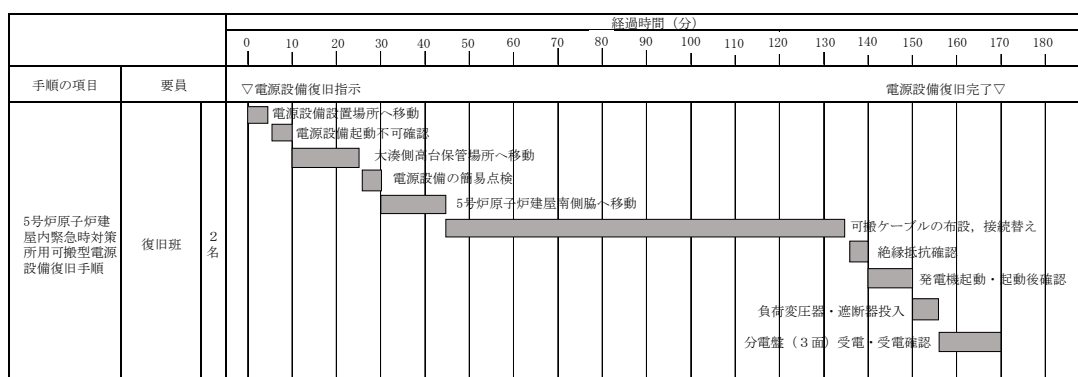 経過時間（分）
0 10 20 30 40 50 60 70 80 90 100 110 120 130 140 150 160 170 180
手順の項目 要員
▽電源設備復旧指示 電源設備復旧完了▽
電源設備設置場所へ移動
電源設備起動不可確認
大湊側高台保管場所へ移動
電源設備の簡易点検
5号炉原子炉建屋南側脇へ移動
可搬ケーブルの布設，接続替え
絶縁抵抗確認
発電機起動・起動後確認
負荷変圧器・遮断器投入
分電盤（3面）受電・受電確認
5号炉原子炉建
屋内緊急時対策
所用可搬型電源
設備復旧手順
復旧班
2
名